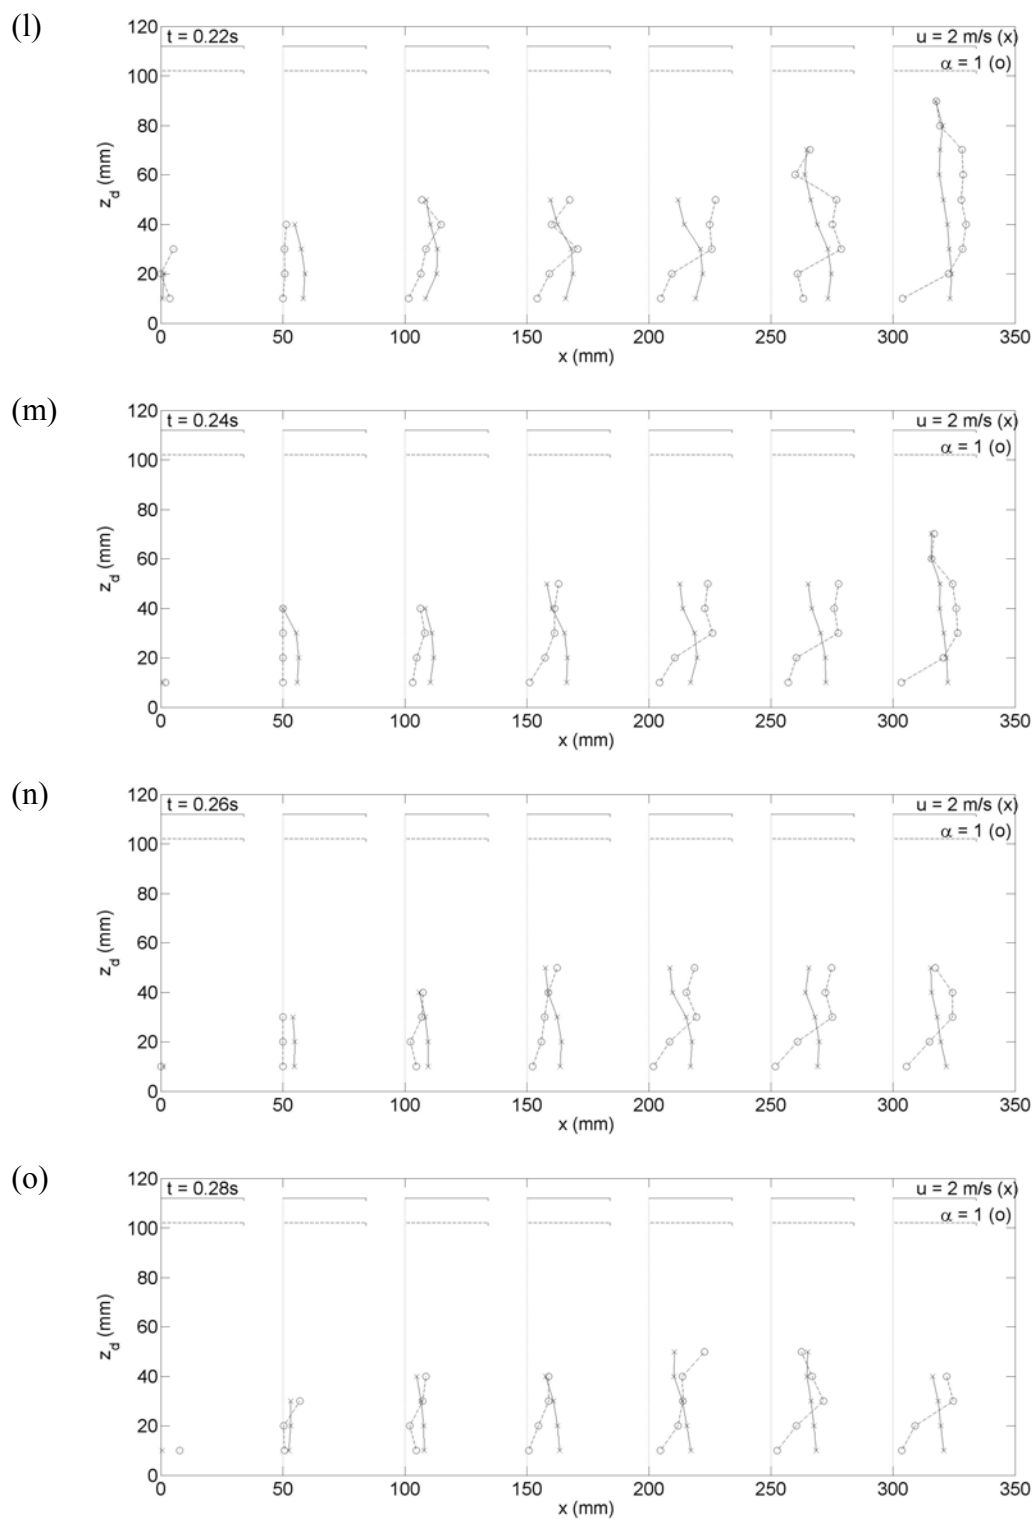 (l)
t = 0.22s
u = 2 m/s (x)
α = 1 (o)
120
100
80
60
40
20
0
z_d (mm)
0 50 100 150 200 250 300 350
x (mm)
(m)
t = 0.24s
u = 2 m/s (x)
α = 1 (o)
120
100
80
60
40
20
0
z_d (mm)
0 50 100 150 200 250 300 350
x (mm)
(n)
t = 0.26s
u = 2 m/s (x)
α = 1 (o)
120
100
80
60
40
20
0
z_d (mm)
0 50 100 150 200 250 300 350
x (mm)
(o)
t = 0.28s
u = 2 m/s (x)
α = 1 (o)
120
100
80
60
40
20
0
z_d (mm)
0 50 100 150 200 250 300 350
x (mm)